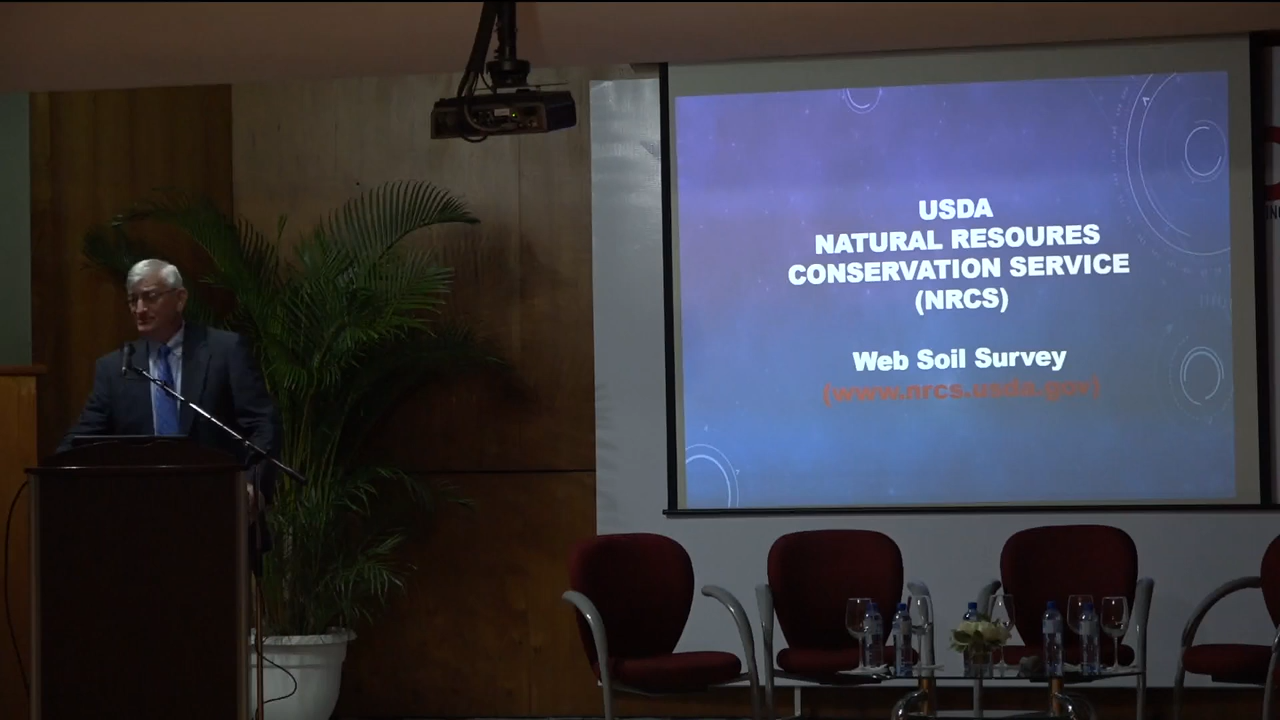 USDA
NATURAL RESOURES
CONSERVATION SERVICE
(NRCS)
Web Soil Survey
(www.nrcs.usda.gov)